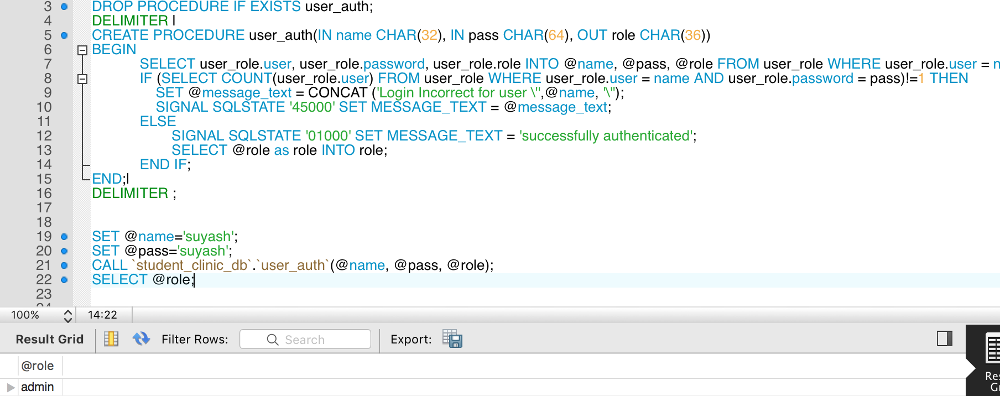 3 DROP PROCEDURE IF EXISTS user_auth;
4 DELIMITER |
5 CREATE PROCEDURE user_auth(IN name CHAR(32), IN pass CHAR(64), OUT role CHAR(36))
6 BEGIN
7 SELECT user_role.user, user_role.password, user_role.role INTO @name, @pass, @role FROM user_role WHERE user_role.user = n
8 IF (SELECT COUNT(user_role.user) FROM user_role WHERE user_role.user = name AND user_role.password = pass)!=1 THEN
9 SET @message_text = CONCAT ('Login Incorrect for user \"',@name, '\"');
10 SIGNAL SQLSTATE '45000' SET MESSAGE_TEXT = @message_text;
11 ELSE
12 SIGNAL SQLSTATE '01000' SET MESSAGE_TEXT = 'successfully authenticated';
13 SELECT @role as role INTO role;
14 END IF;
15 END;|
16 DELIMITER ;
17
18
19 SET @name='suyash';
20 SET @pass='suyash';
21 CALL `student_clinic_db`.`user_auth`(@name, @pass, @role);
22 SELECT @role;
23
100% 14:22
Result Grid Filter Rows: Search Export:
@role
admin
Res
G